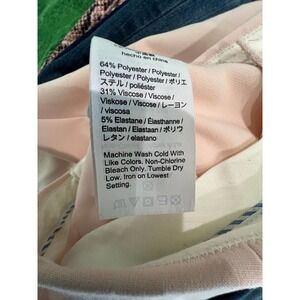 hecho en china
64% Polyester / Polyester /
Polyester / Polyester / ポリエ
ステル / poliéster
31% Viscose / Viscose /
Viskose / Viscose / レーヨン
/ viscosa
5% Elastane / Élasthanne /
Elastan / Elastaan / ポリウ
レタン / elastano
Machine Wash Cold With
Like Colors. Non-Chlorine
Bleach Only. Tumble Dry
Low. Iron on Lowest
Setting.